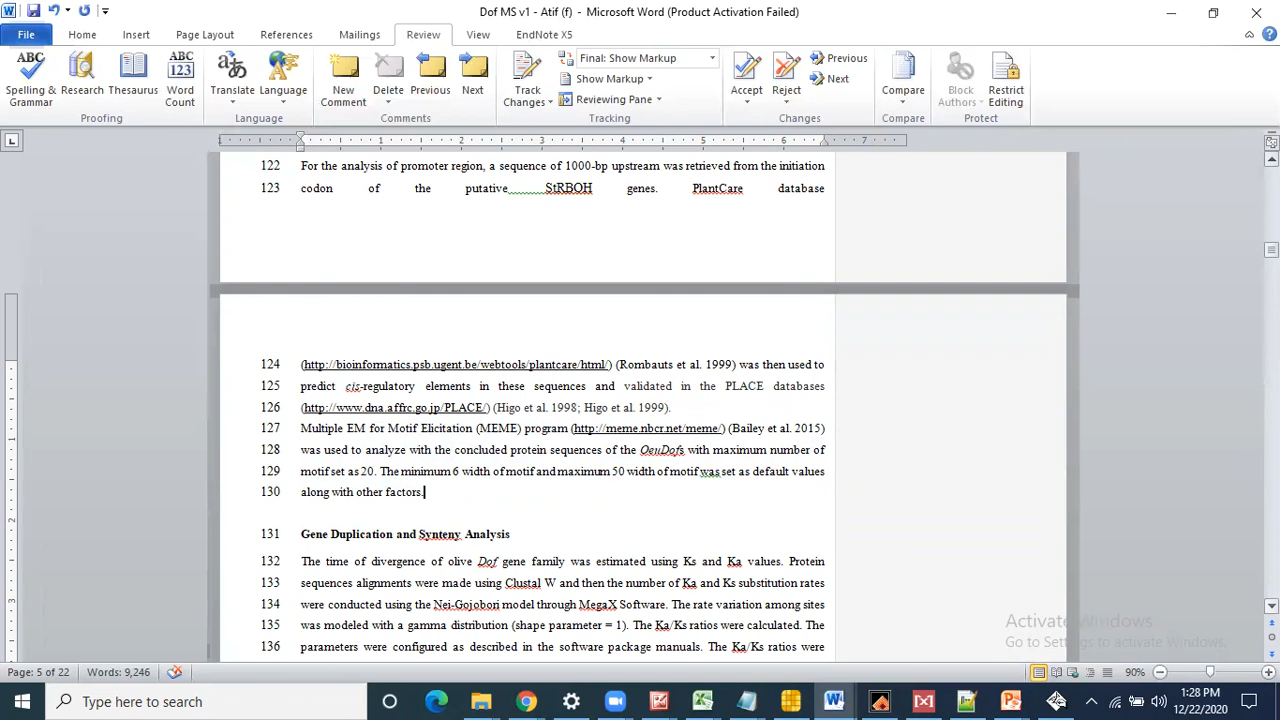 Dof MS v1 - Atif (f) - Microsoft Word (Product Activation Failed)
File Home Insert Page Layout References Mailings Review View EndNote X5
Spelling & Grammar
Research
Thesaurus
Word Count
Proofing
Translate
Language
Language
New Comment
Delete
Previous
Next
Comments
Track Changes
Final: Show Markup
Show Markup
Reviewing Pane
Tracking
Accept
Reject
Previous
Next
Changes
Compare
Compare
Block Authors
Restrict Editing
Protect
1 1 2 3 4 5 6 7
122 For the analysis of promoter region, a sequence of 1000-bp upstream was retrieved from the initiation
123 codon of the putative StRBOH genes. PlantCare database
124 (http://bioinformatics.psb.ugent.be/webtools/plantcare/html/) (Rombauts et al. 1999) was then used to
125 predict cis-regulatory elements in these sequences and validated in the PLACE databases
126 (http://www.dna.affrc.go.jp/PLACE/) (Higo et al. 1998; Higo et al. 1999).
127 Multiple EM for Motif Elicitation (MEME) program (http://meme.nbcr.net/meme/) (Bailey et al. 2015)
128 was used to analyze with the concluded protein sequences of the OeuDofs with maximum number of
129 motif set as 20. The minimum 6 width of motif and maximum 50 width of motif was set as default values
130 along with other factors.
131 Gene Duplication and Synteny Analysis
132 The time of divergence of olive Dof gene family was estimated using Ks and Ka values. Protein
133 sequences alignments were made using Clustal W and then the number of Ka and Ks substitution rates
134 were conducted using the Nei-Gojobori model through MegaX Software. The rate variation among sites
135 was modeled with a gamma distribution (shape parameter = 1). The Ka/Ks ratios were calculated. The
136 parameters were configured as described in the software package manuals. The Ka/Ks ratios were
Activate Windows
Go to Settings to activate Windows.
Page: 5 of 22 Words: 9,246 90%
Type here to search
1:28 PM
12/22/2020